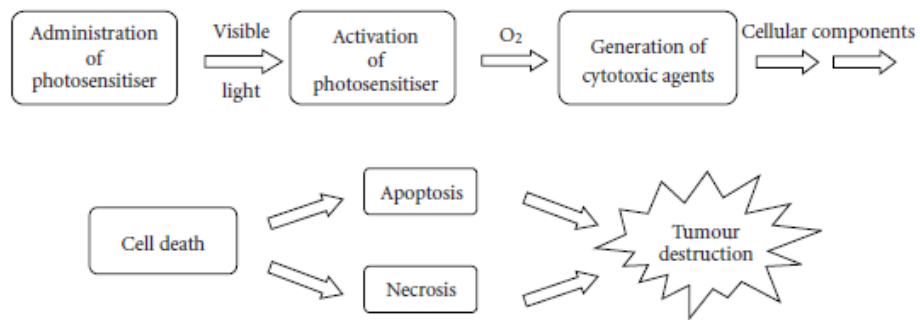 Administration
of
photosensitiser
Visible
light
Activation
of
photosensitiser
O₂
Generation of
cytotoxic agents
Cellular components
Cell death
Apoptosis
Necrosis
Tumour
destruction